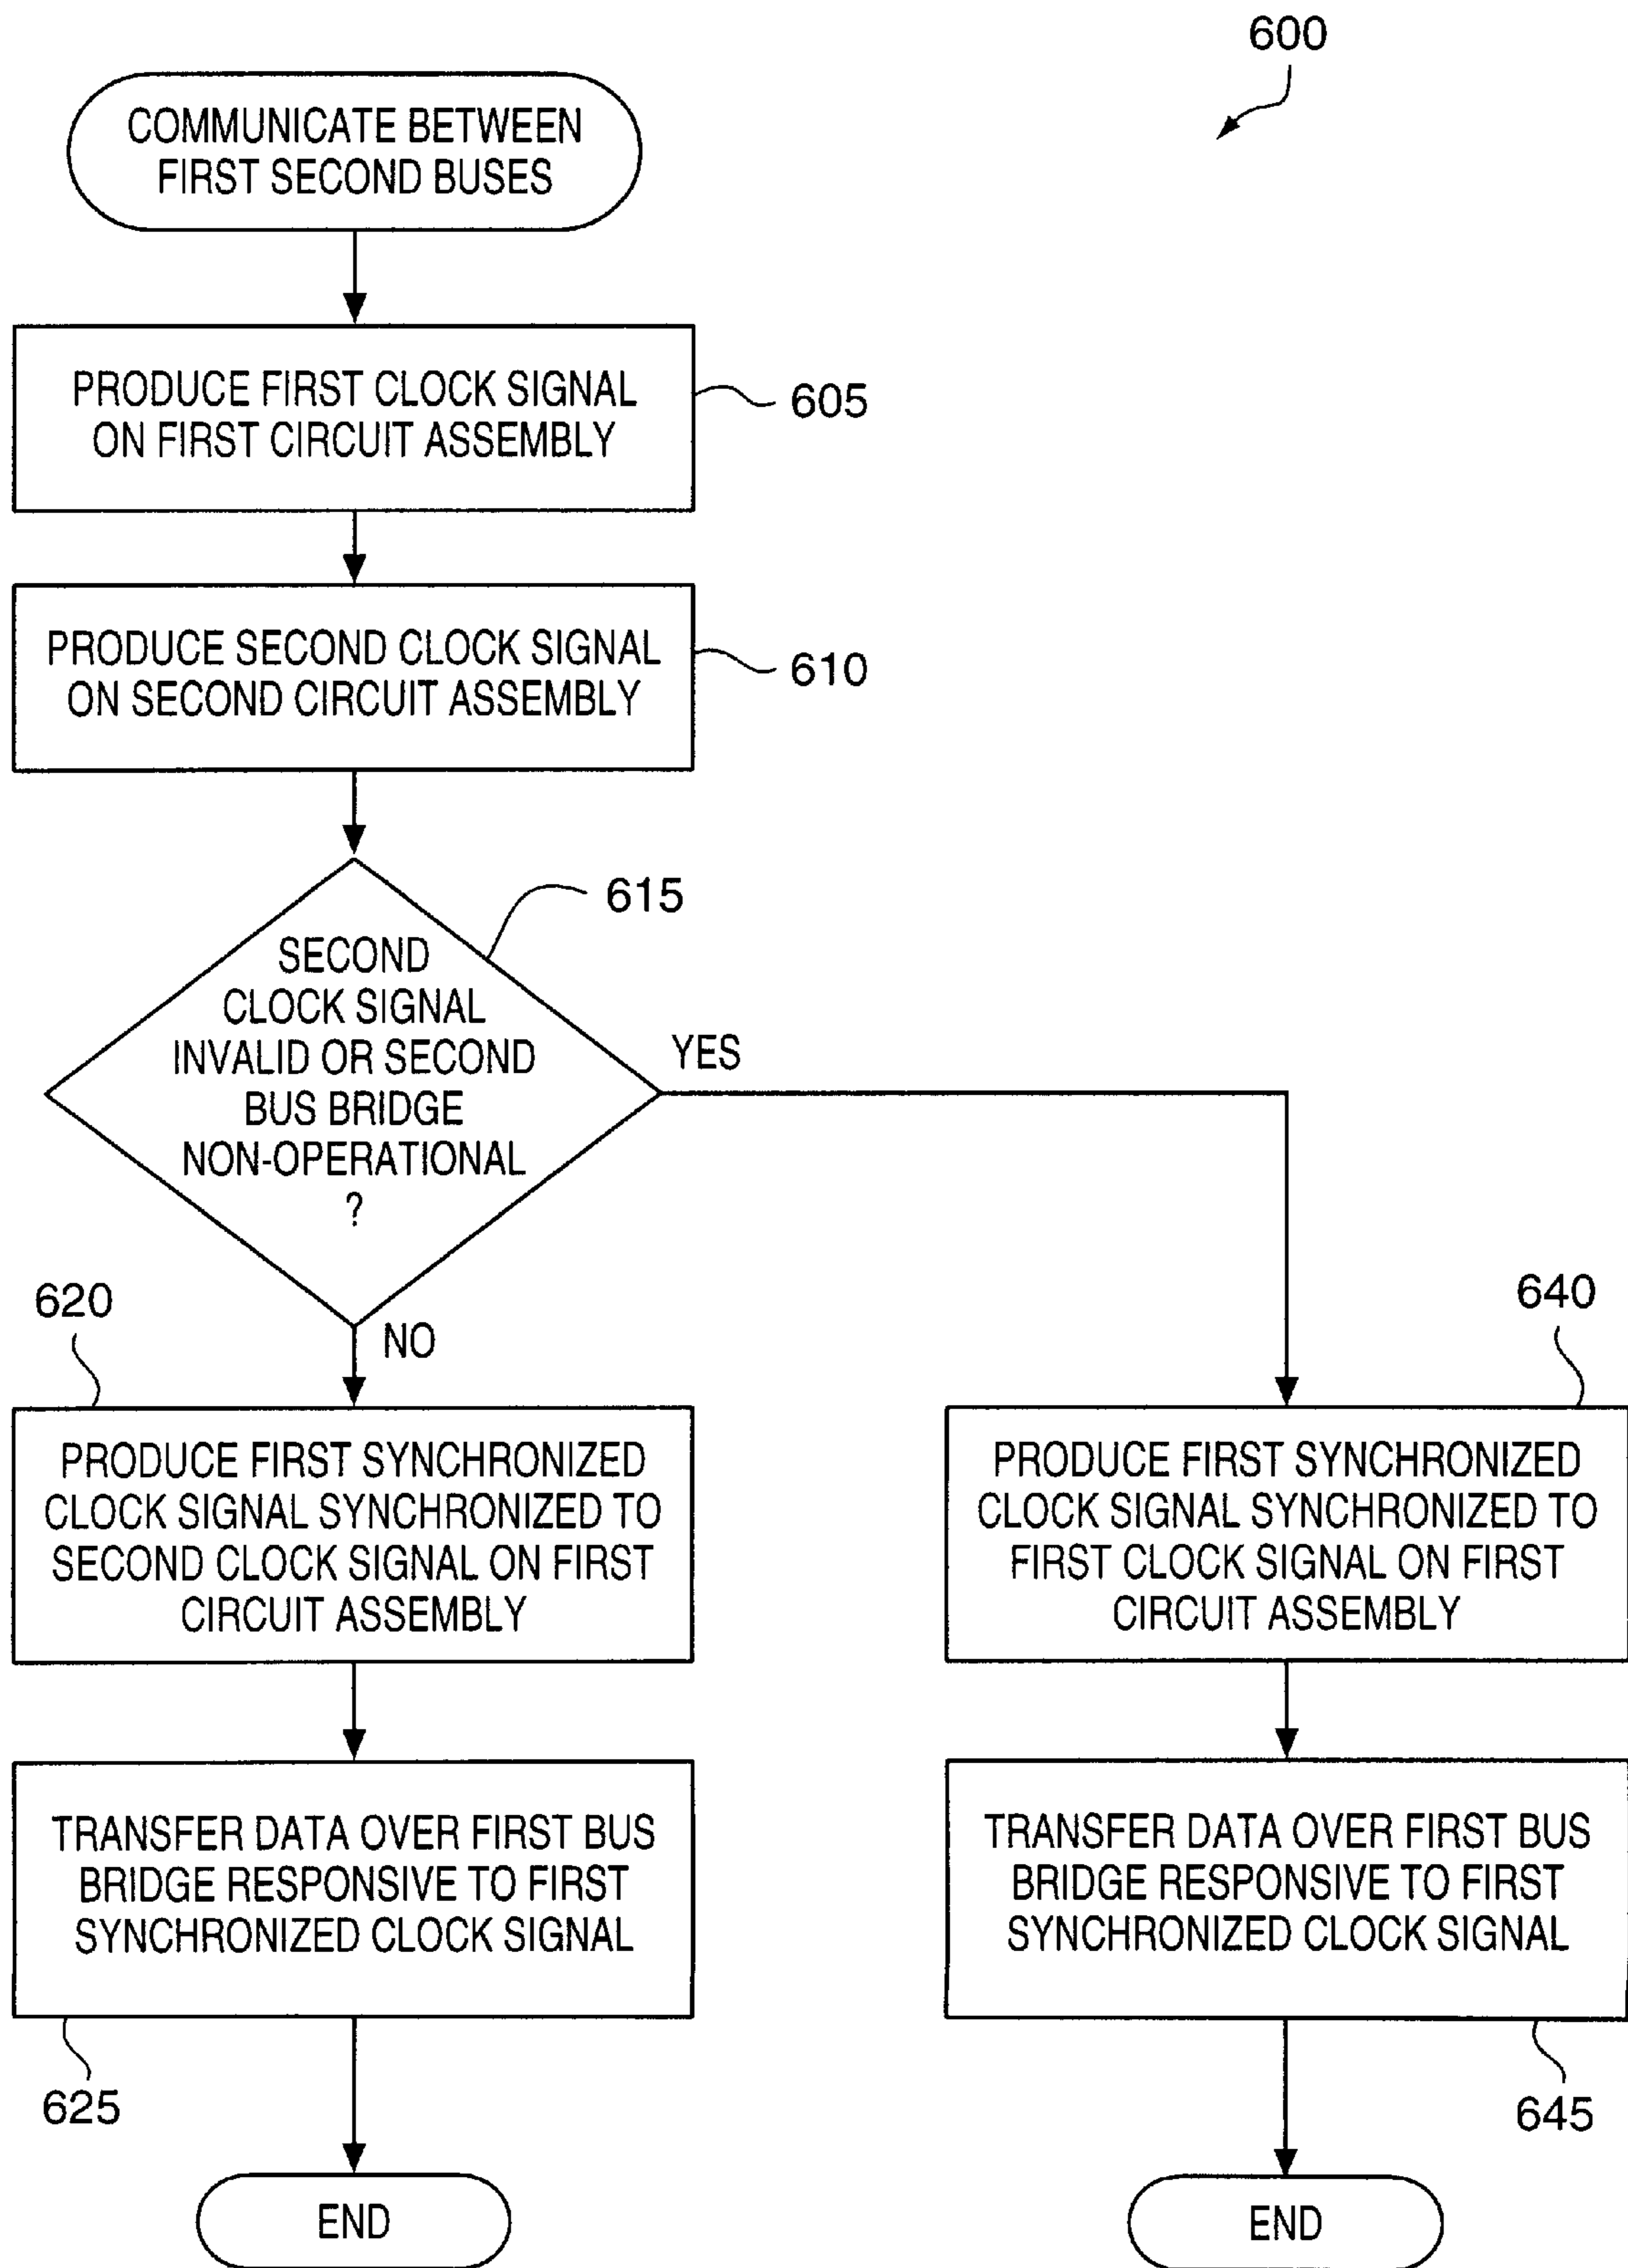 600
COMMUNICATE BETWEEN
FIRST SECOND BUSES
PRODUCE FIRST CLOCK SIGNAL
ON FIRST CIRCUIT ASSEMBLY
605
PRODUCE SECOND CLOCK SIGNAL
ON SECOND CIRCUIT ASSEMBLY
610
615
SECOND
CLOCK SIGNAL
INVALID OR SECOND
BUS BRIDGE
NON-OPERATIONAL
?
YES
NO
620
PRODUCE FIRST SYNCHRONIZED
CLOCK SIGNAL SYNCHRONIZED TO
SECOND CLOCK SIGNAL ON FIRST
CIRCUIT ASSEMBLY
640
PRODUCE FIRST SYNCHRONIZED
CLOCK SIGNAL SYNCHRONIZED TO
FIRST CLOCK SIGNAL ON FIRST
CIRCUIT ASSEMBLY
TRANSFER DATA OVER FIRST BUS
BRIDGE RESPONSIVE TO FIRST
SYNCHRONIZED CLOCK SIGNAL
625
TRANSFER DATA OVER FIRST BUS
BRIDGE RESPONSIVE TO FIRST
SYNCHRONIZED CLOCK SIGNAL
645
END
END